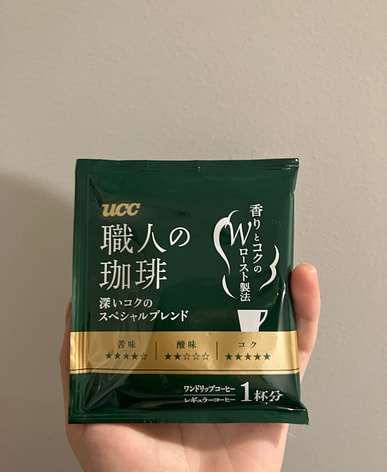 UCC
職人の
珈琲
深いコクの
スペシャルブレンド
香りとコクの
Wロースト製法
苦味 酸味 コク
★★★★☆ ★★☆☆☆ ★★★★★
ワンドリップコーヒー
レギュラーコーヒー
1杯分